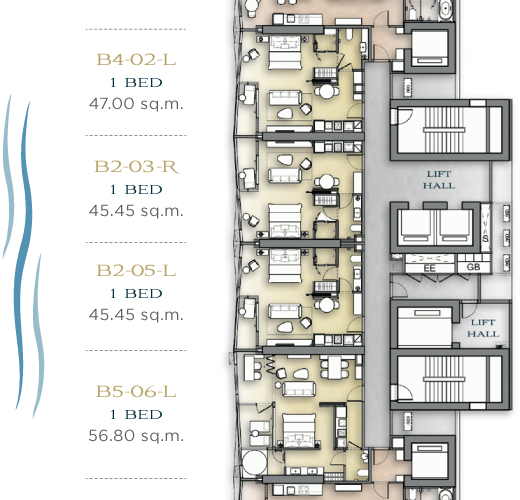 B4-02-L
1 BED
47.00 sq.m.
B2-03-R
1 BED
45.45 sq.m.
B2-05-L
1 BED
45.45 sq.m.
B5-06-L
1 BED
56.80 sq.m.
LIFT
HALL
S
EE
GB
LIFT
HALL